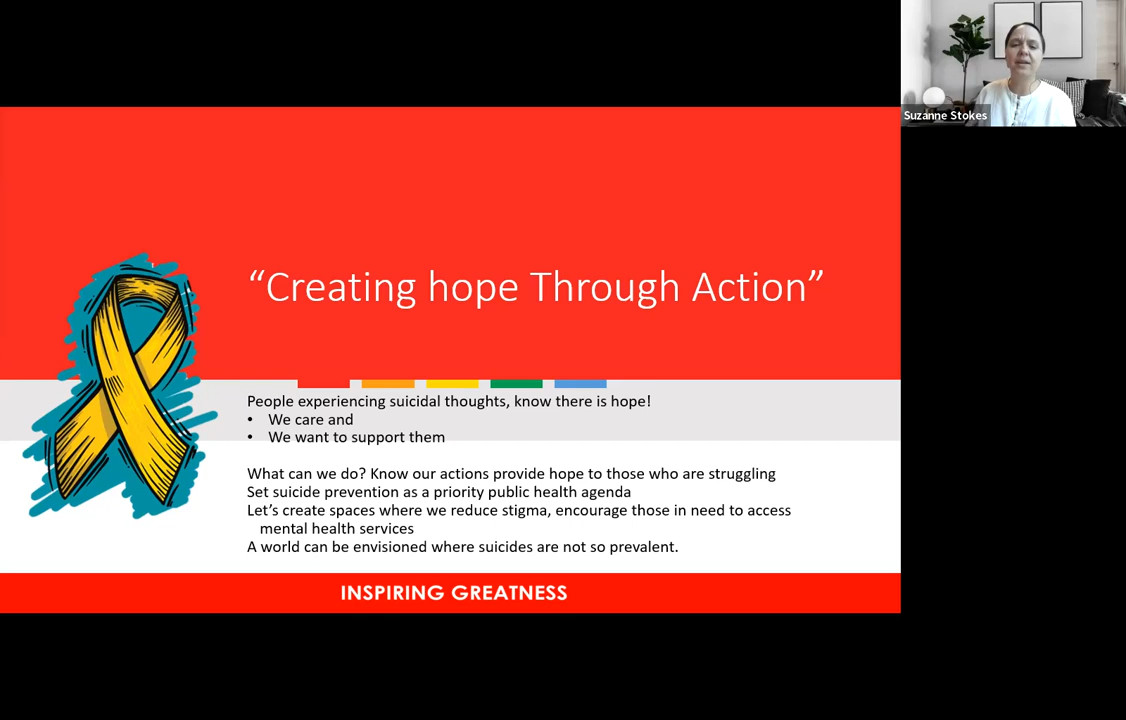 Suzanne Stokes
“Creating hope Through Action”
People experiencing suicidal thoughts, know there is hope!
• We care and
• We want to support them
What can we do? Know our actions provide hope to those who are struggling
Set suicide prevention as a priority public health agenda
Let’s create spaces where we reduce stigma, encourage those in need to access
mental health services
A world can be envisioned where suicides are not so prevalent.
INSPIRING GREATNESS